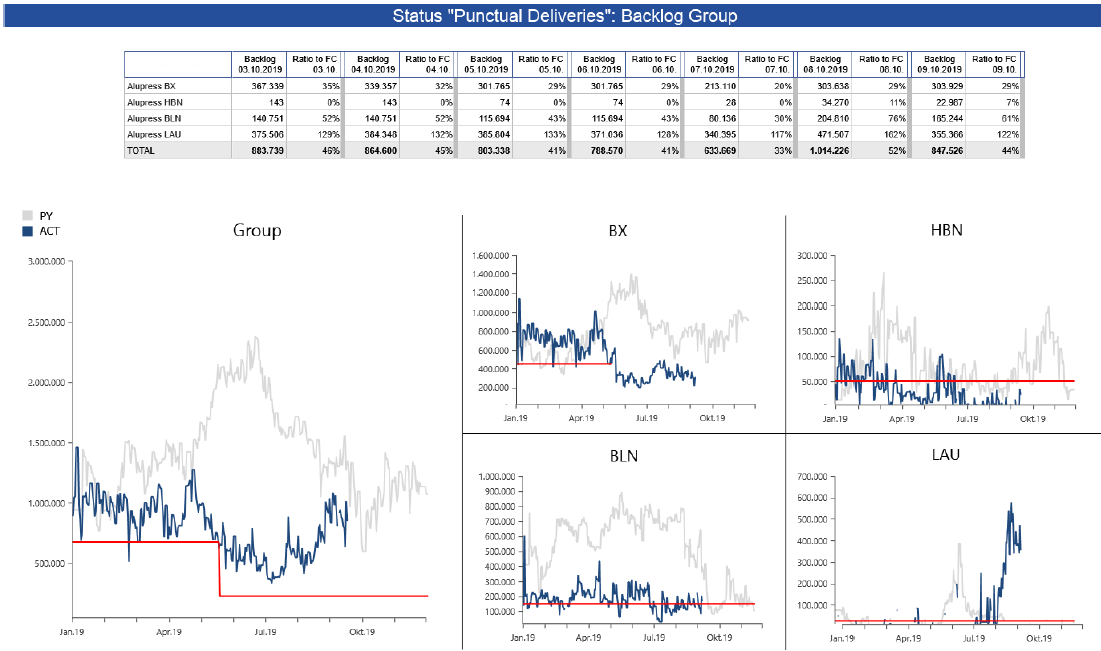 Status "Punctual Deliveries": Backlog Group
Backlog Ratio to FC Backlog Ratio to FC Backlog Ratio to FC Backlog Ratio to FC Backlog Ratio to FC Backlog Ratio to FC Backlog Ratio to FC
03.10.2019 03.10. 04.10.2019 04.10. 05.10.2019 05.10. 06.10.2019 06.10. 07.10.2019 07.10. 08.10.2019 08.10. 09.10.2019 09.10.
Alupress BX 367.339 35% 339.357 32% 301.765 29% 301.765 29% 213.110 20% 303.638 29% 303.929 29%
Alupress HBN 143 0% 143 0% 74 0% 74 0% 28 0% 34.270 11% 22.987 7%
Alupress BLN 140.751 52% 140.751 52% 115.694 43% 115.694 43% 80.136 30% 204.810 76% 165.244 61%
Alupress LAU 375.506 129% 384.348 132% 385.804 133% 371.036 128% 340.395 117% 471.507 162% 355.366 122%
TOTAL 883.739 46% 864.600 45% 803.338 41% 788.570 41% 633.669 33% 1.014.226 52% 847.526 44%
PY
ACT
Group
3.000.000
2.500.000
2.000.000
1.500.000
1.000.000
500.000
Jan.19 Apr.19 Jul.19 Okt.19
BX
1.600.000
1.400.000
1.200.000
1.000.000
800.000
600.000
400.000
200.000
-
Jan.19 Apr.19 Jul.19 Okt.19
HBN
300.000
200.000
150.000
100.000
50.000
Jan.19 Apr.19 Jul.19 Okt.19
BLN
1.000.000
900.000
700.000
600.000
500.000
400.000
300.000
200.000
100.000
Jan.19 Apr.19 Jul.19 Okt.19
LAU
700.000
600.000
500.000
400.000
300.000
200.000
100.000
Jan.19 Apr.19 Jul.19 Okt.19